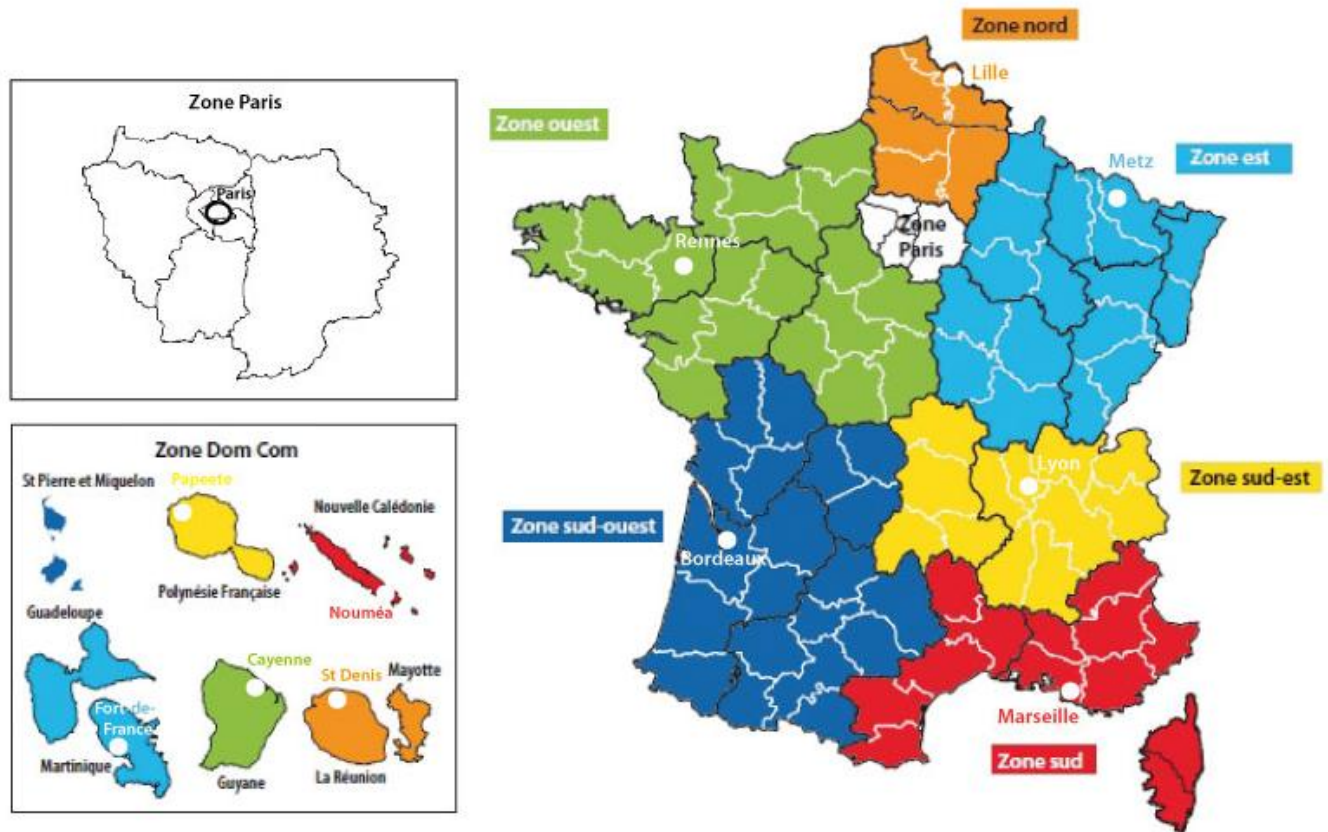 Zone Paris
Paris
Zone Dom Com
St Pierre et Miquelon
Papeete
Nouvelle Calédonie
Polynésie Française
Nouméa
Guadeloupe
Cayenne
St Denis
Mayotte
Fort-de-
France
Martinique
Guyane
La Réunion
Zone nord
Lille
Zone ouest
Metz
Zone est
Rennes
Zone
Paris
Lyon
Zone sud-est
Zone sud-ouest
Bordeaux
Marseille
Zone sud